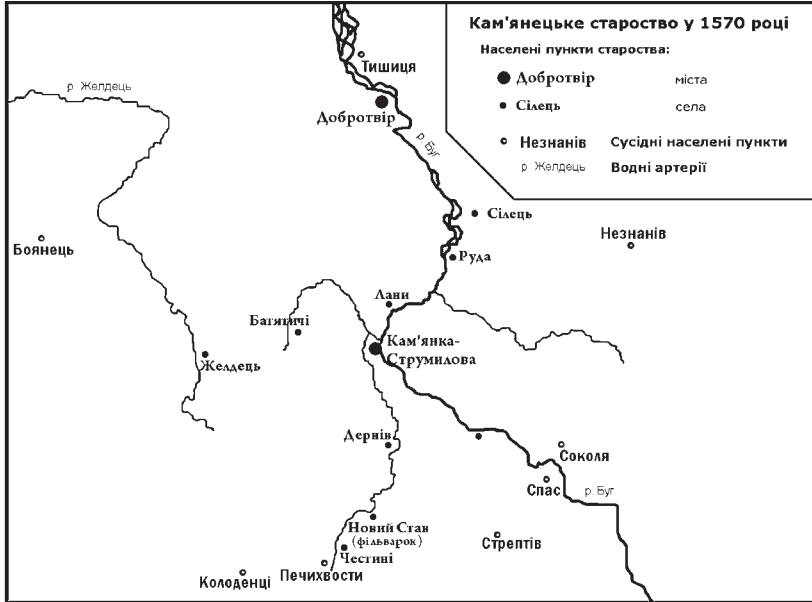 Кам'янецьке староство у 1570 році
Населені пункти староства:
Добротвір міста
Сілець села
Незнанів Сусідні населені пункти
р. Желдець Водні артерії
Тишиця
р. Желдець
Добротвір
р. Буг
Сілець
Незнанів
Боянець
Руда
Лани
Батятичі
Кам'янка-
Струмилова
Желдець
Дернів
Соколя
Спас
р. Буг
Новий Став
(фільварок)
Стрептів
Честині
Печихвости
Колоденці